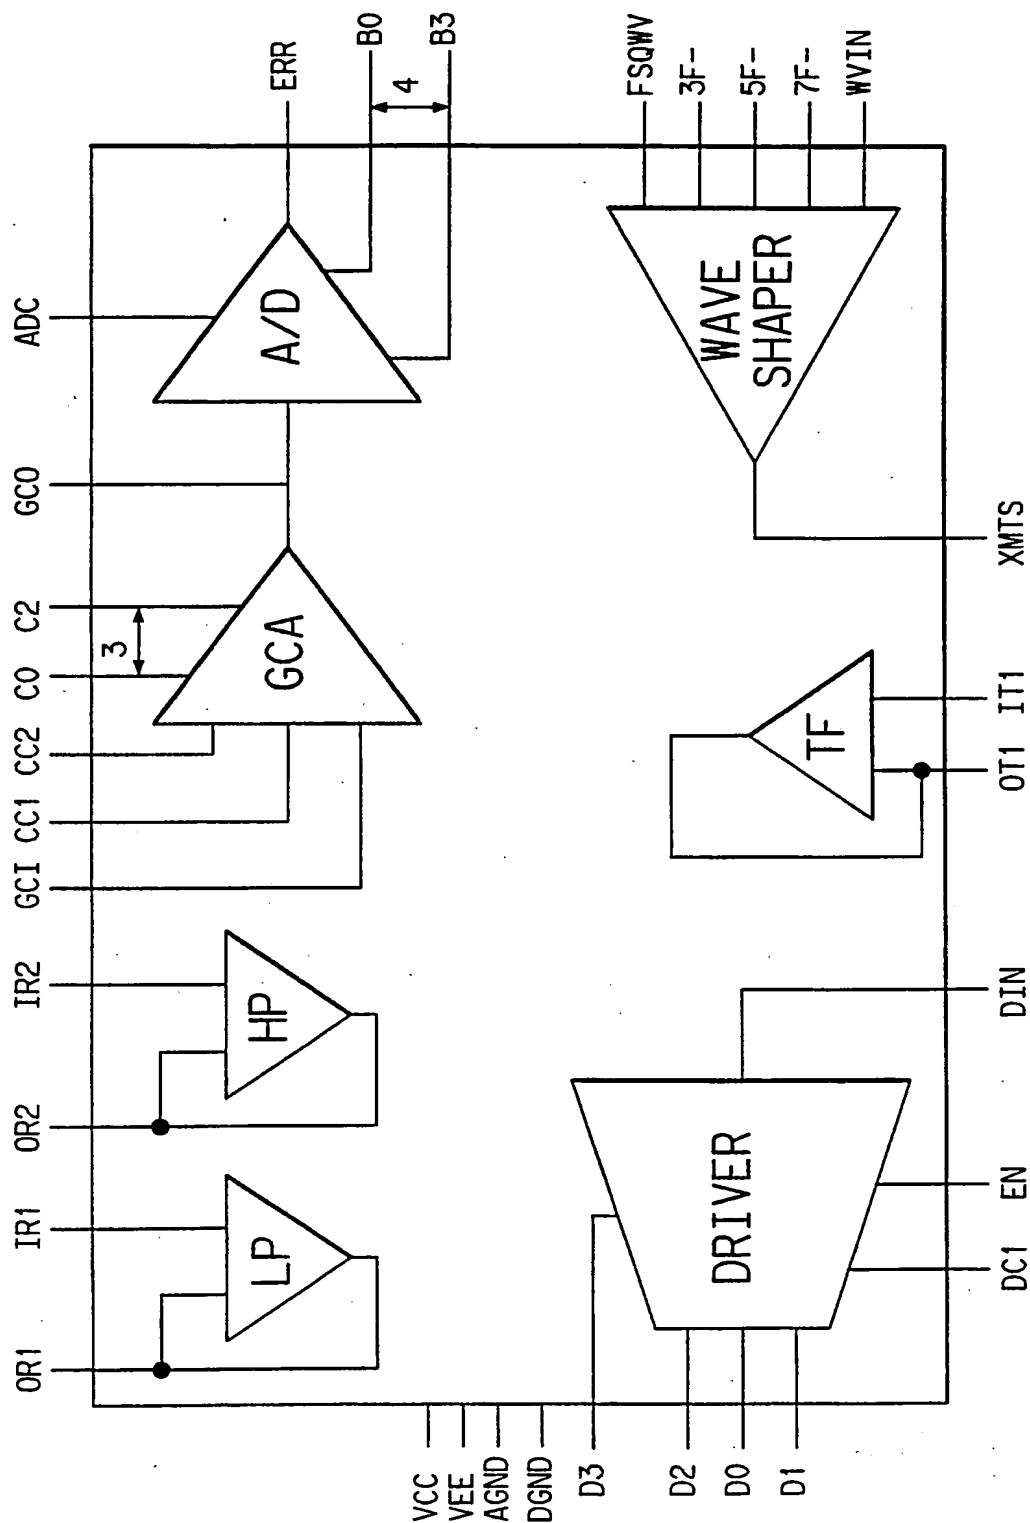 OR1
IR1
OR2
IR2
GCI
CC1
CC2
C0
C2
GCO
ADC
3
LP
HP
GCA
A/D
ERR
B0
B3
4
VCC
VEE
AGND
DGND
D3
D2
D0
D1
DRIVER
TF
WAVE
SHAPER
FSQWV
3F-
5F-
7F-
WVIN
DC1
EN
DIN
OT1
IT1
XMTS